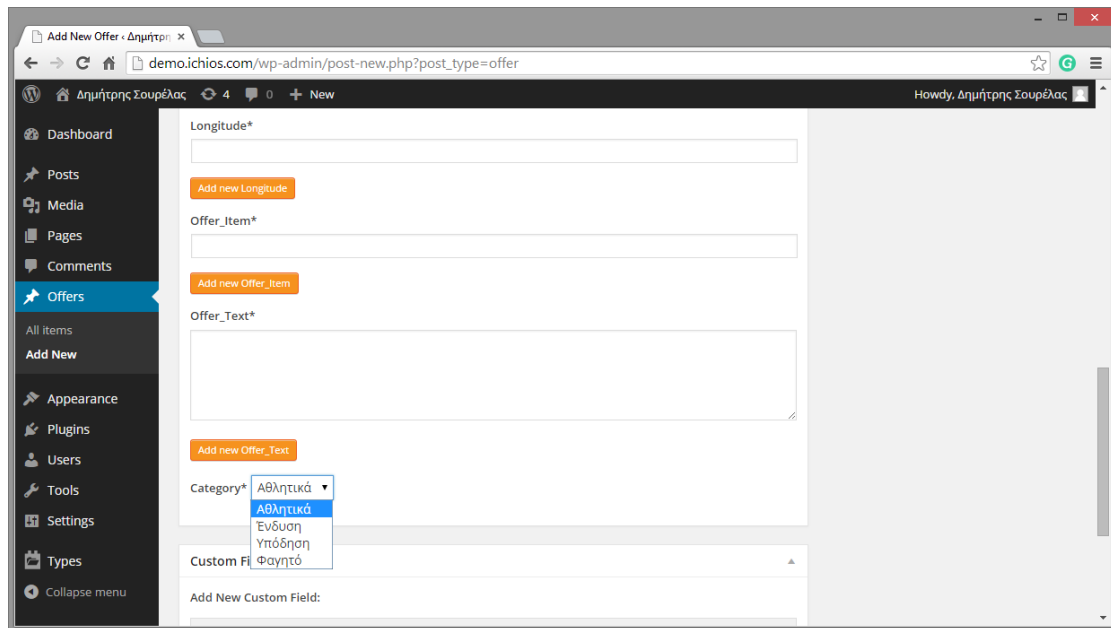 Add New Offer ‹ Δημήτρη
demo.ichios.com/wp-admin/post-new.php?post_type=offer
Δημήτρης Σουρέλας 4 0 + New Howdy, Δημήτρης Σουρέλας
Dashboard
Posts
Media
Pages
Comments
Offers
All items
Add New
Appearance
Plugins
Users
Tools
Settings
Types
Collapse menu
Longitude*
Add new Longitude
Offer_Item*
Add new Offer_Item
Offer_Text*
Add new Offer_Text
Category* Αθλητικά
Αθλητικά
Ένδυση
Υπόδηση
Φαγητό
Custom Fi
Add New Custom Field: